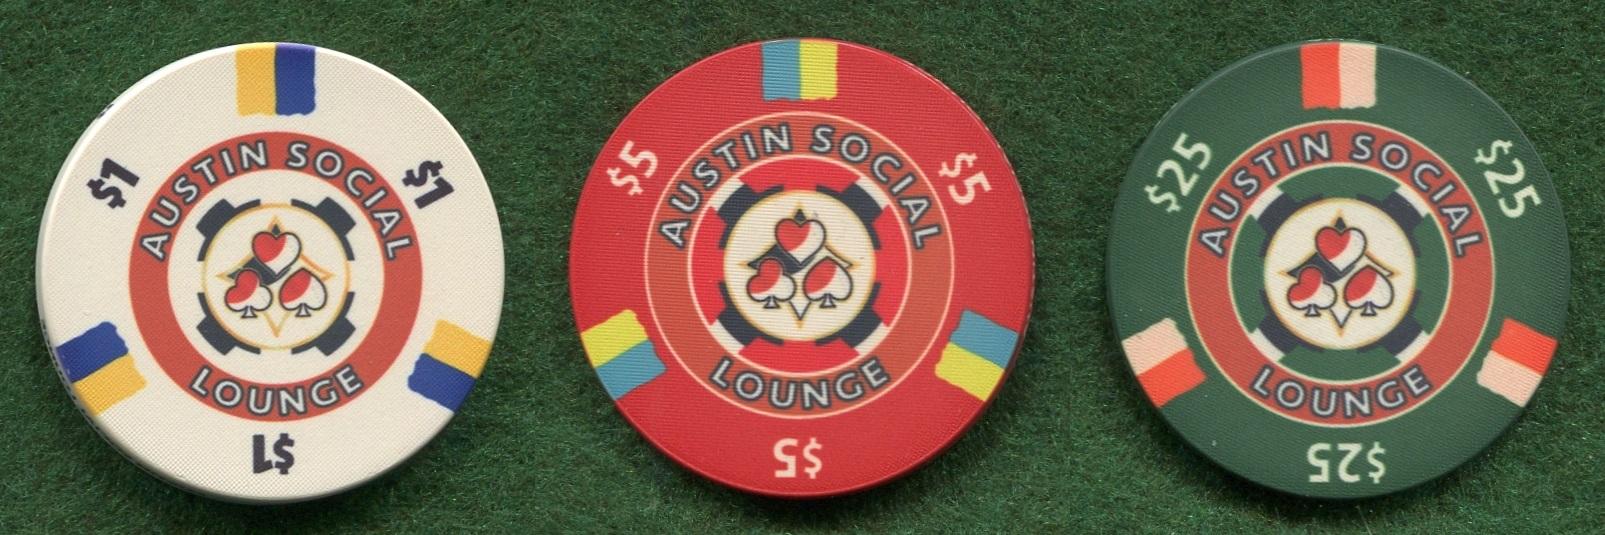 $1 $1
AUSTIN SOCIAL
LOUNGE
$1
$5 $5
AUSTIN SOCIAL
LOUNGE
$5
$25 $25
AUSTIN SOCIAL
LOUNGE
$25